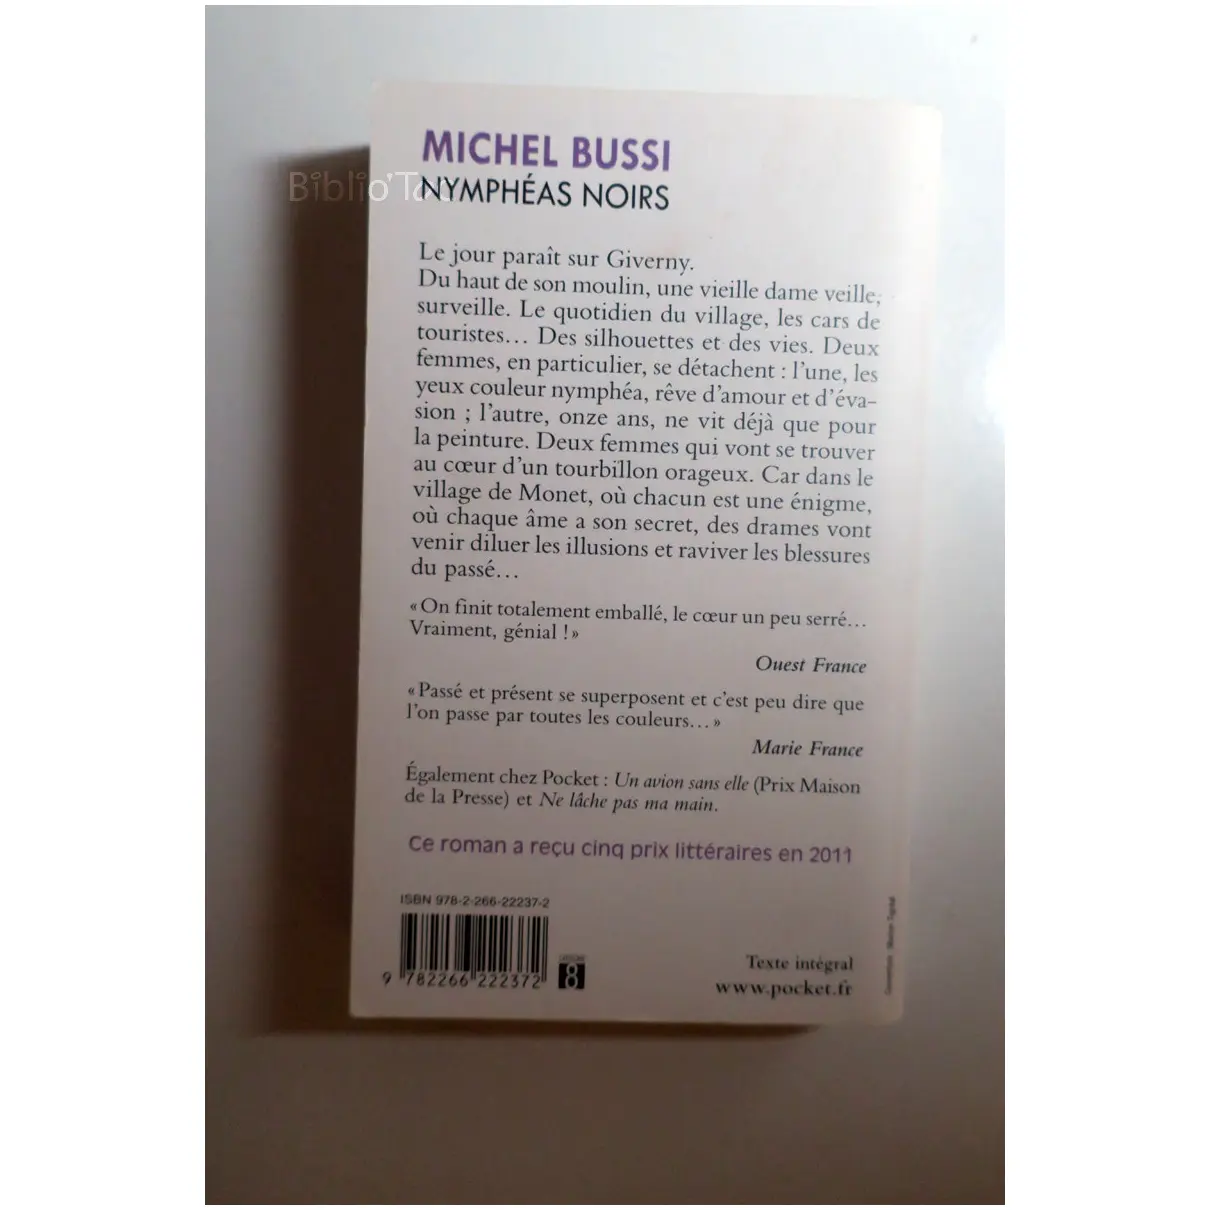 MICHEL BUSSI
Biblio'T
NYMPHÉAS NOIRS
Le jour paraît sur Giverny.
Du haut de son moulin, une vieille dame veille,
surveille. Le quotidien du village, les cars de
touristes... Des silhouettes et des vies. Deux
femmes, en particulier, se détachent : l'une, les
yeux couleur nymphéa, rêve d'amour et d'éva-
sion ; l'autre, onze ans, ne vit déjà que pour
la peinture. Deux femmes qui vont se trouver
au cœur d'un tourbillon orageux. Car dans le
village de Monet, où chacun est une énigme,
où chaque âme a son secret, des drames vont
venir diluer les illusions et raviver les blessures
du passé...
« On finit totalement emballé, le cœur un peu serré...
Vraiment, génial ! »
Ouest France
« Passé et présent se superposent et c'est peu dire que
l'on passe par toutes les couleurs... »
Marie France
Également chez Pocket : Un avion sans elle (Prix Maison
de la Presse) et Ne lâche pas ma main.
Ce roman a reçu cinq prix littéraires en 2011
ISBN 978-2-266-22237-2
9 782266 222372
8
Texte intégral
www.pocket.fr